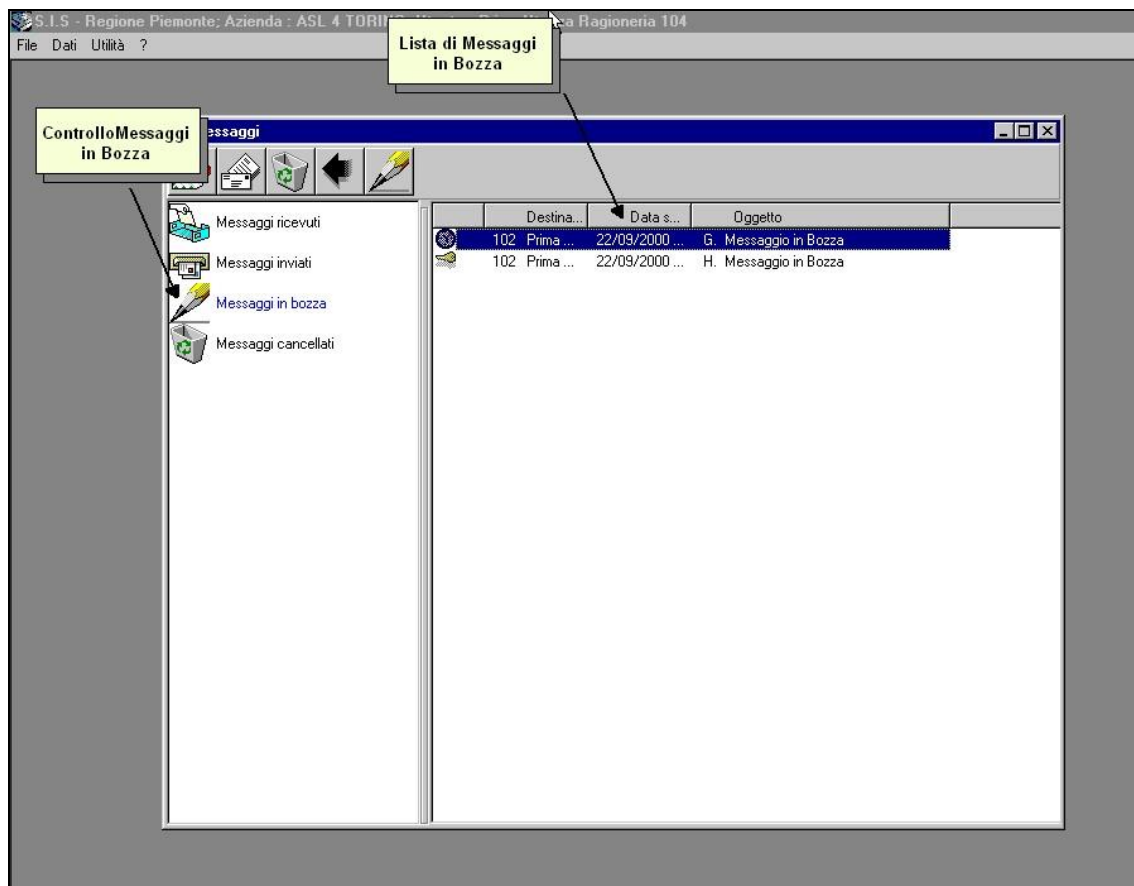 S.I.S - Regione Piemonte; Azienda : ASL 4 TORINO Ragioneria 104
File Dati Utilità ?
Lista di Messaggi
in Bozza
ControlloMessaggi
in Bozza
essaggi
Messaggi ricevuti
Messaggi inviati
Messaggi in bozza
Messaggi cancellati
Destina... Data s... Oggetto
102 Prima ... 22/09/2000 ... G. Messaggio in Bozza
102 Prima ... 22/09/2000 ... H. Messaggio in Bozza